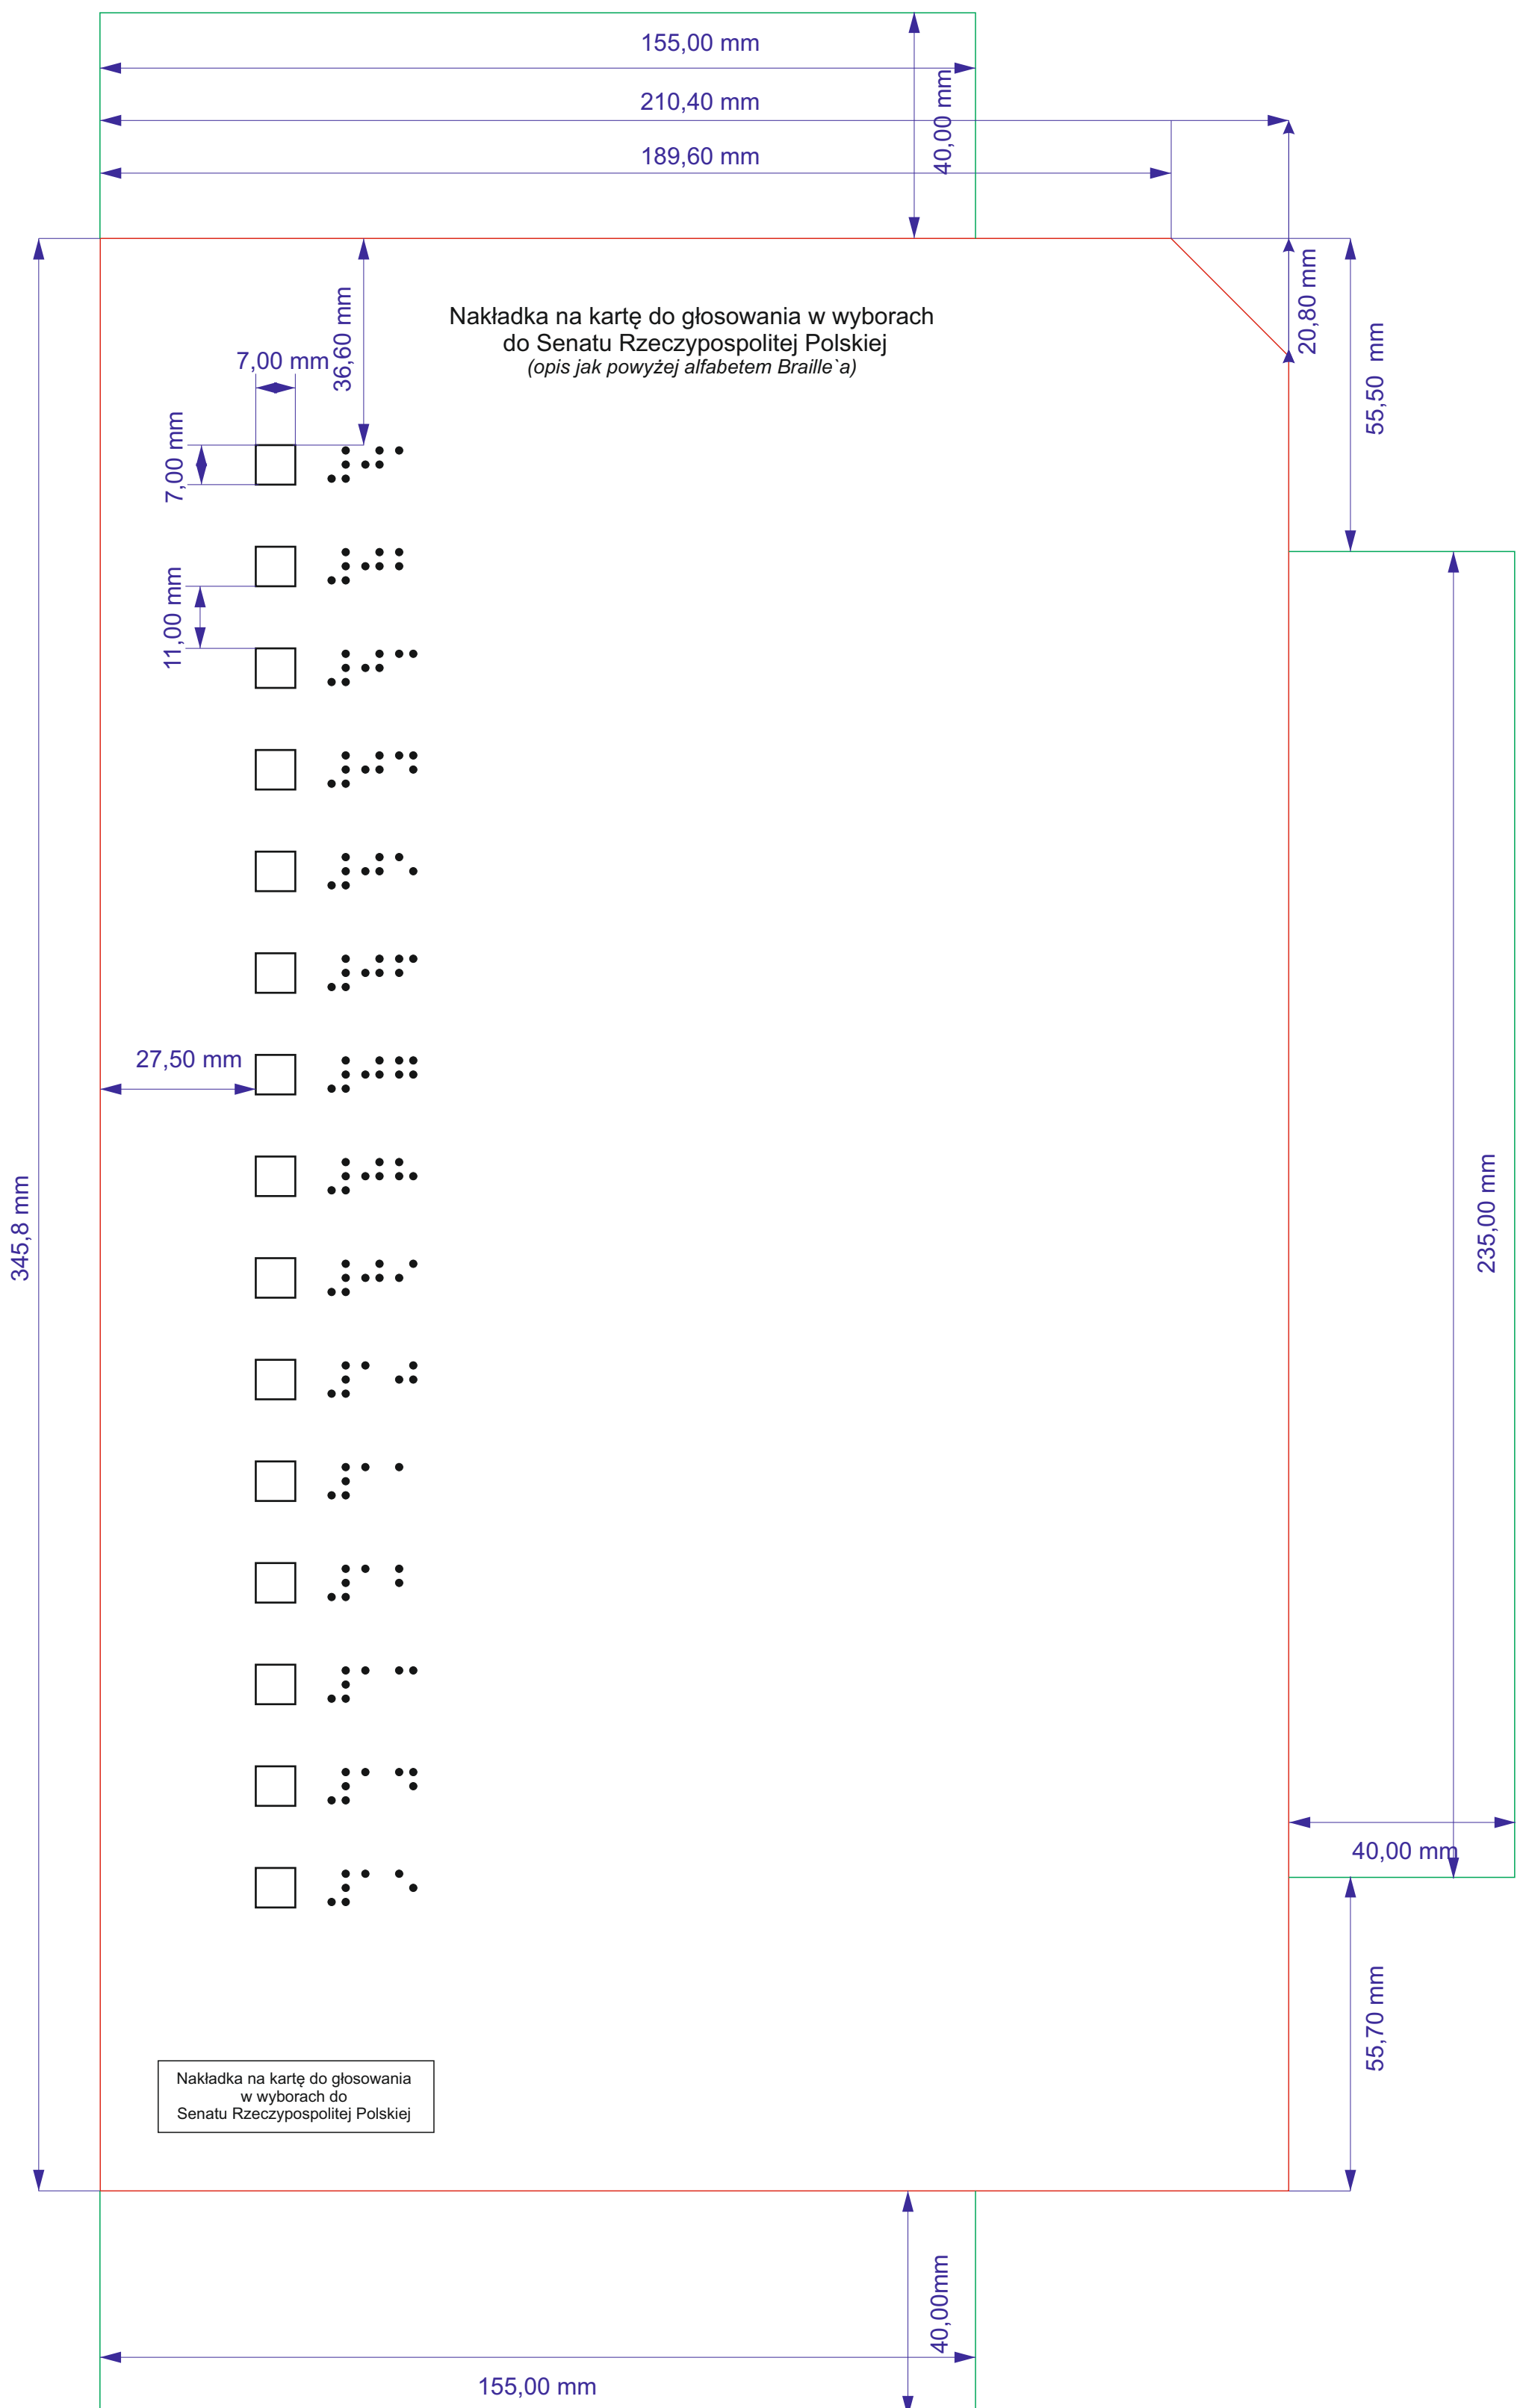 155,00 mm
210,40 mm
40,00 mm
189,60 mm
20,80 mm
36,60 mm
Nakładka na kartę do głosowania w wyborach
do Senatu Rzeczypospolitej Polskiej
(opis jak powyżej alfabetem Braille`a)
7,00 mm
55,50 mm
7,00 mm
⠼⠚⠁
⠼⠚⠃
11,00 mm
⠼⠚⠉
⠼⠚⠙
⠼⠚⠑
⠼⠚⠋
27,50 mm
⠼⠚⠛
⠼⠚⠓
345,8 mm
235,00 mm
⠼⠚⠊
⠼⠁⠚
⠼⠁⠁
⠼⠁⠃
⠼⠁⠉
⠼⠁⠙
40,00 mm
⠼⠁⠑
55,70 mm
Nakładka na kartę do głosowania
w wyborach do
Senatu Rzeczypospolitej Polskiej
40,00mm
155,00 mm